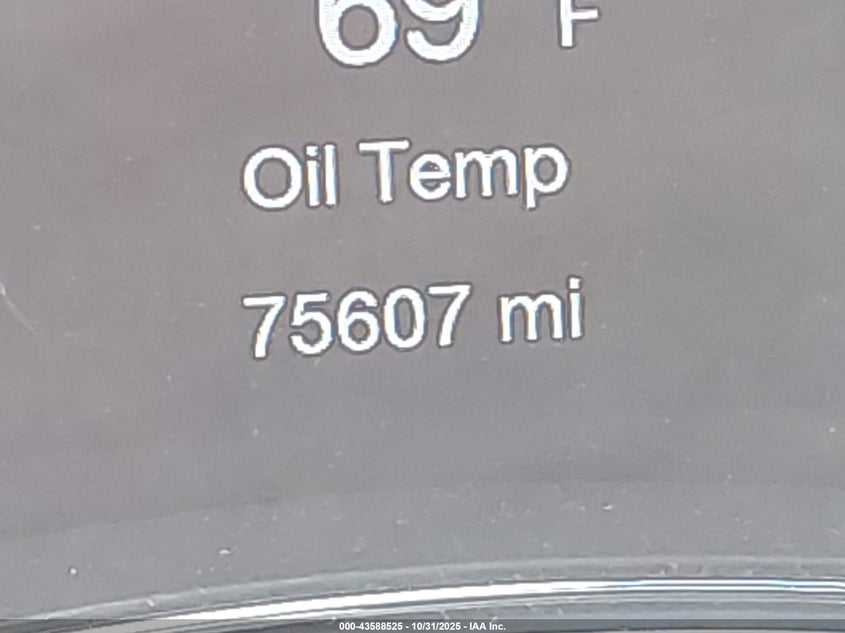 69 F
Oil Temp
75607 mi
000-43588525 - 10/31/2025 - IAA Inc.